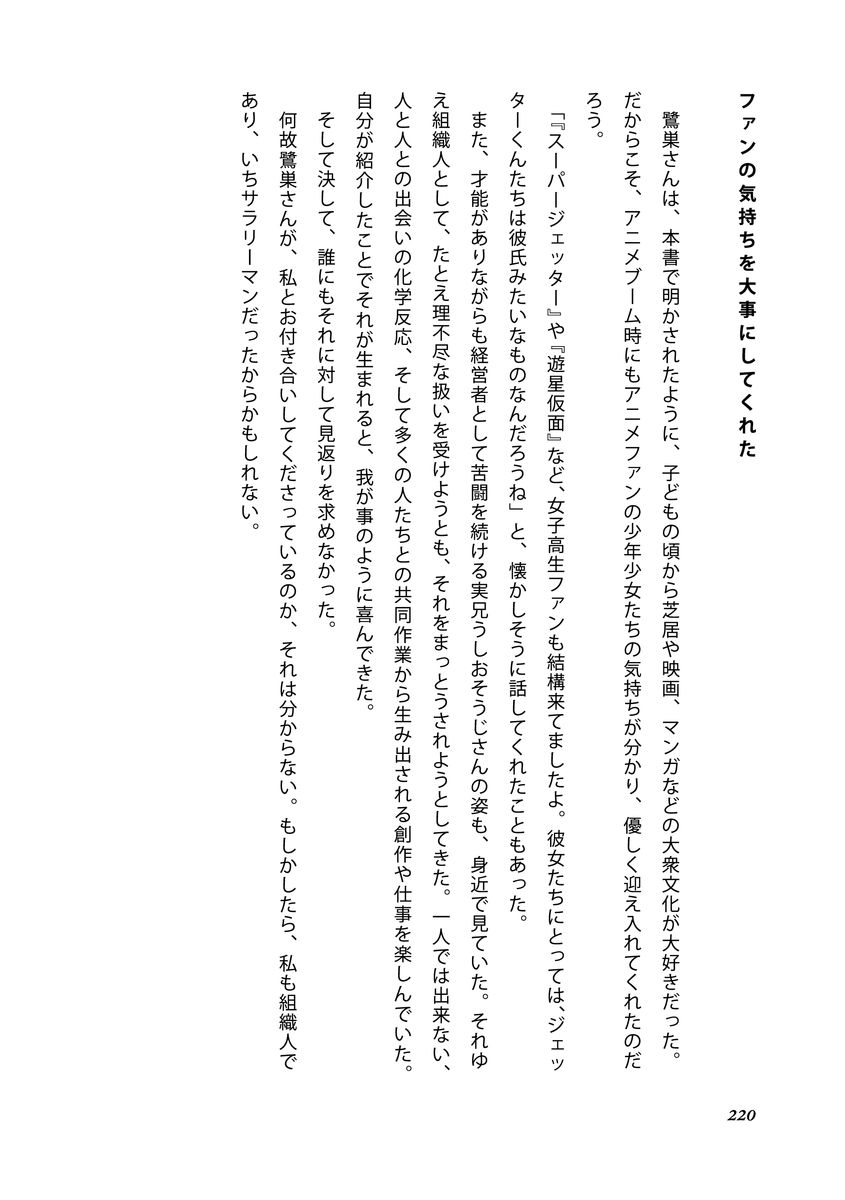 ファンの気持ちを大事にしてくれた
鷺巣さんは、本書で明かされたように、子どもの頃から芝居や映画、マンガなどの大衆文化が大好きだった。
だからこそ、アニメブーム時にもアニメファンの少年少女たちの気持ちが分かり、優しく迎え入れてくれたのだ
ろう。
「『スーパージェッター』や『遊星仮面』など、女子高生ファンも結構来てましたよ。彼女たちにとっては、ジェッ
ターくんたちは彼氏みたいなものなんだろうね」と、懐かしそうに話してくれたこともあった。
また、才能がありながらも経営者として苦闘を続ける実兄うしおそうじさんの姿も、身近で見ていた。それゆ
え組織人として、たとえ理不尽な扱いを受けようとも、それをまっとうされようとしてきた。一人では出来ない、
人と人との出会いの化学反応、そして多くの人たちとの共同作業から生み出される創作や仕事を楽しんでいた。
自分が紹介したことでそれが生まれると、我が事のように喜んできた。
そして決して、誰にもそれに対して見返りを求めなかった。
何故鷺巣さんが、私とお付き合いしてくださっているのか、それは分からない。もしかしたら、私も組織人で
あり、いちサラリーマンだったからかもしれない。
220